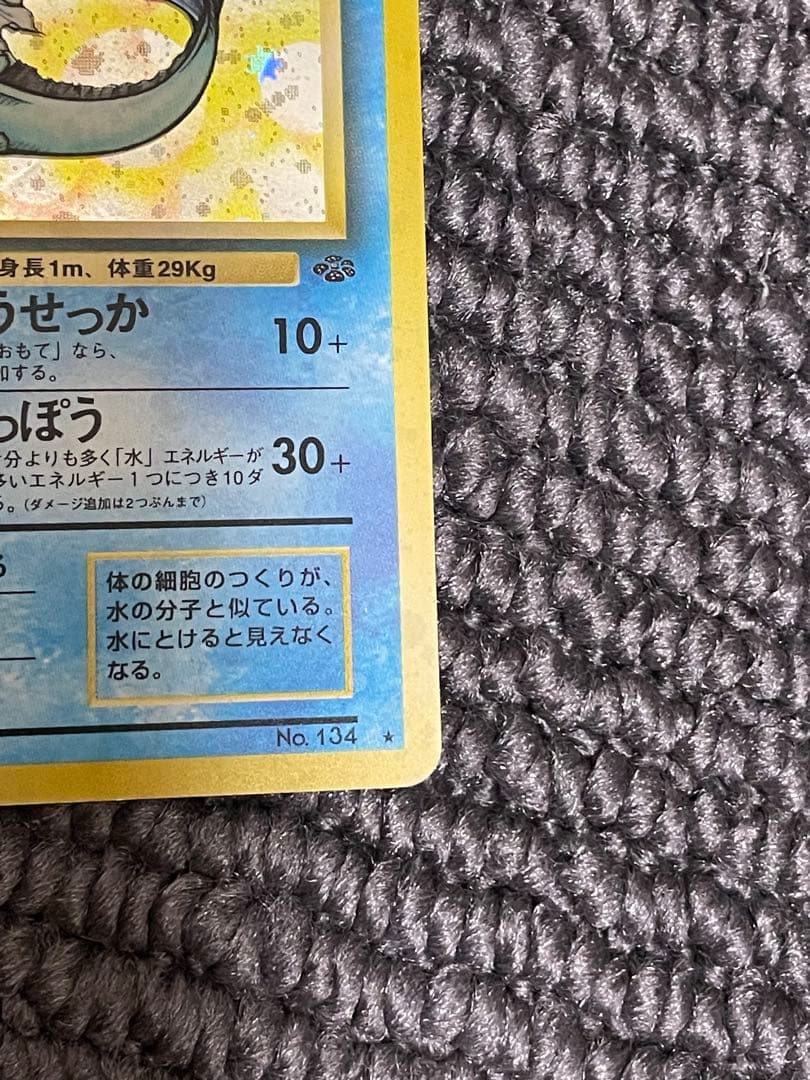 身長1m、体重29Kg
うせっか
10+
おもて」なら、
加する。
っぽう
分よりも多く「水」エネルギーが
多いエネルギー1つにつき10ダ
る。(ダメージ追加は2つぶんまで)
30+
体の細胞のつくりが、
水の分子と似ている。
水にとけると見えなく
なる。
No. 134 ★